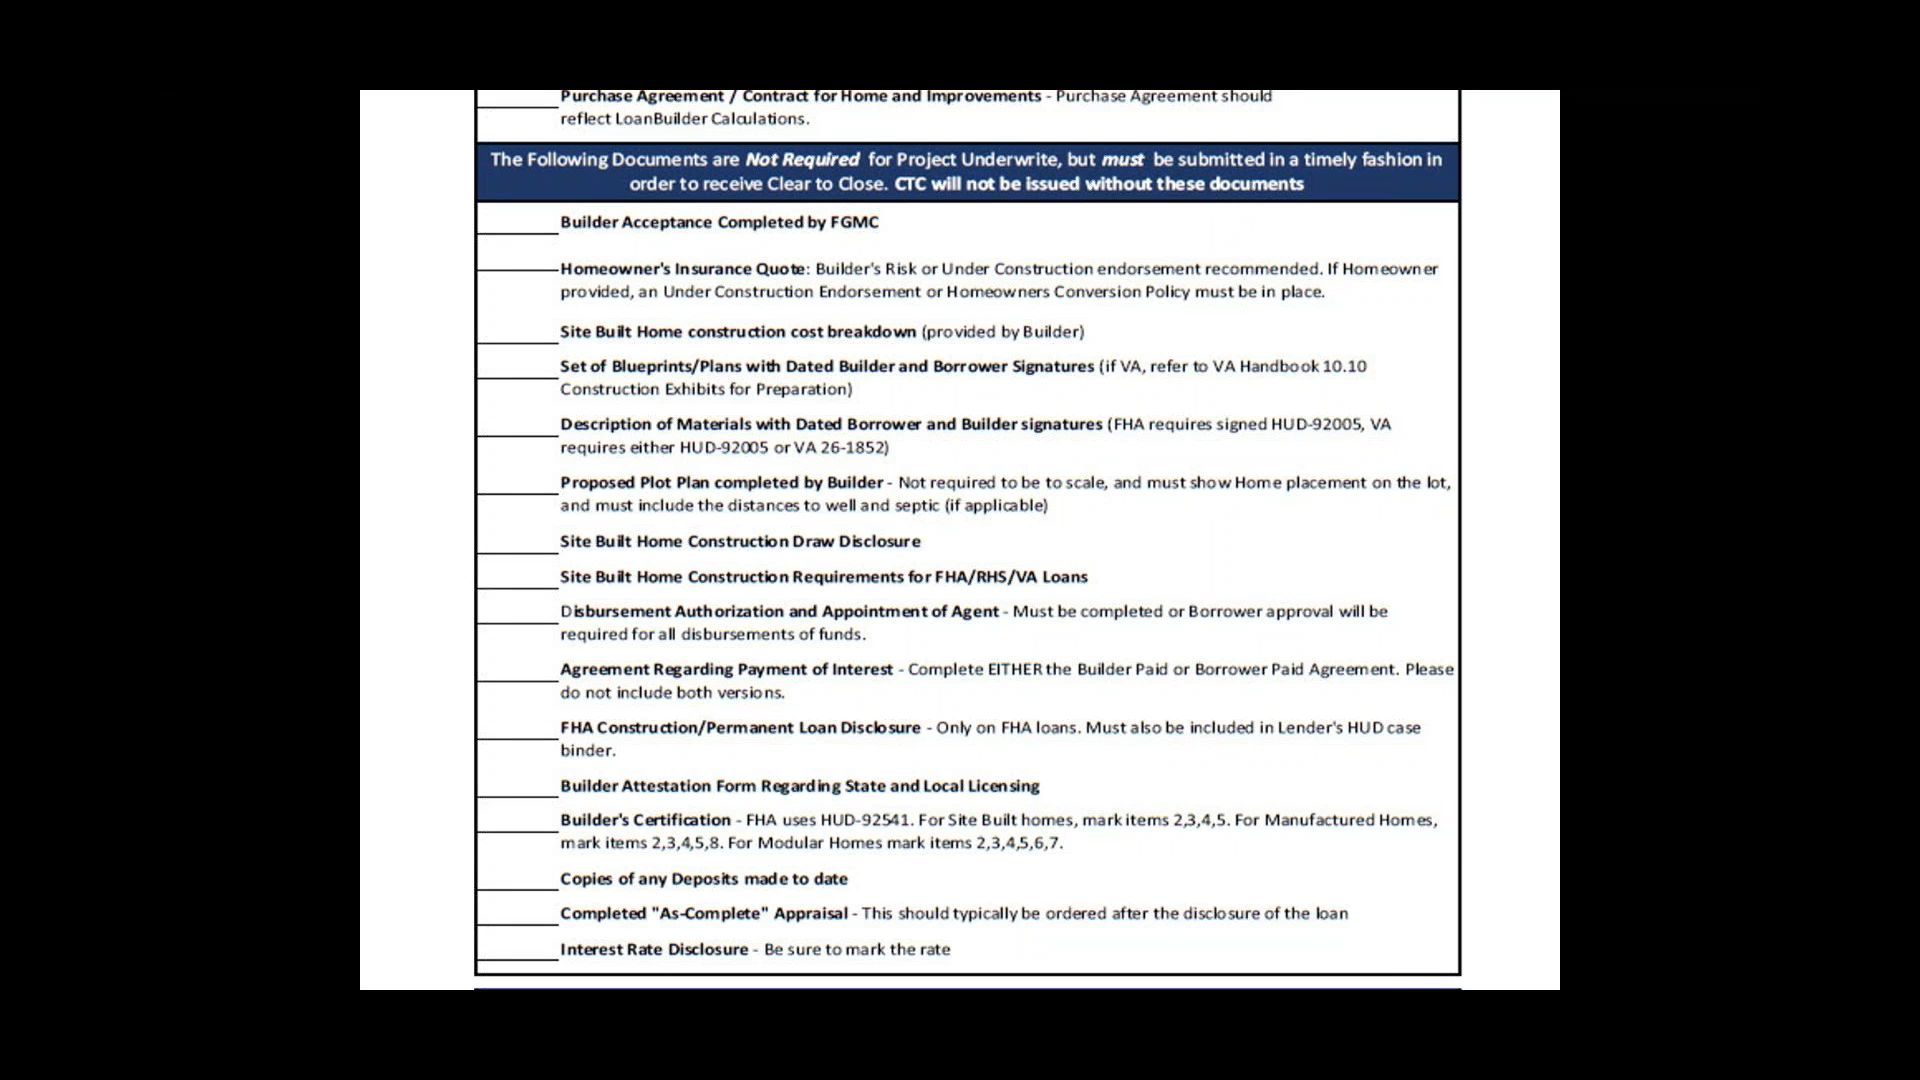 Purchase Agreement / Contract for Home and Improvements - Purchase Agreement should
reflect LoanBuilder Calculations.
The Following Documents are Not Required for Project Underwrite, but must be submitted in a timely fashion in
order to receive Clear to Close. CTC will not be issued without these documents
Builder Acceptance Completed by FGMC
Homeowner's Insurance Quote: Builder's Risk or Under Construction endorsement recommended. If Homeowner
provided, an Under Construction Endorsement or Homeowners Conversion Policy must be in place.
Site Built Home construction cost breakdown (provided by Builder)
Set of Blueprints/Plans with Dated Builder and Borrower Signatures (if VA, refer to VA Handbook 10.10
Construction Exhibits for Preparation)
Description of Materials with Dated Borrower and Builder signatures (FHA requires signed HUD-92005, VA
requires either HUD-92005 or VA 26-1852)
Proposed Plot Plan completed by Builder - Not required to be to scale, and must show Home placement on the lot,
and must include the distances to well and septic (if applicable)
Site Built Home Construction Draw Disclosure
Site Built Home Construction Requirements for FHA/RHS/VA Loans
Disbursement Authorization and Appointment of Agent - Must be completed or Borrower approval will be
required for all disbursements of funds.
Agreement Regarding Payment of Interest - Complete EITHER the Builder Paid or Borrower Paid Agreement. Please
do not include both versions.
FHA Construction/Permanent Loan Disclosure - Only on FHA loans. Must also be included in Lender's HUD case
binder.
Builder Attestation Form Regarding State and Local Licensing
Builder's Certification - FHA uses HUD-92541. For Site Built homes, mark items 2,3,4,5. For Manufactured Homes,
mark items 2,3,4,5,8. For Modular Homes mark items 2,3,4,5,6,7.
Copies of any Deposits made to date
Completed "As-Complete" Appraisal - This should typically be ordered after the disclosure of the loan
Interest Rate Disclosure - Be sure to mark the rate